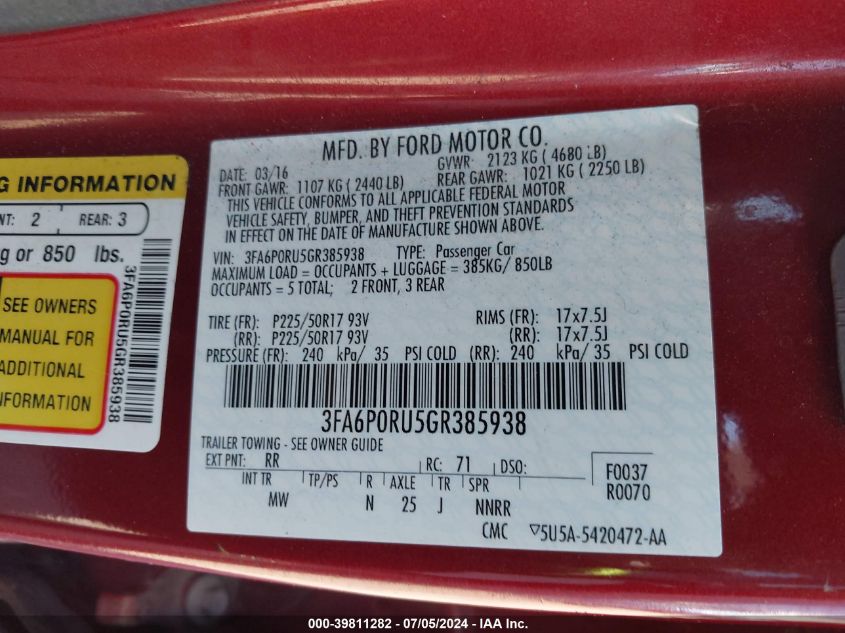 MFD. BY FORD MOTOR CO.
DATE: 03/16 GVWR: 2123 KG ( 4680 LB)
FRONT GAWR: 1107 KG ( 2440 LB) REAR GAWR: 1021 KG ( 2250 LB)
THIS VEHICLE CONFORMS TO ALL APPLICABLE FEDERAL MOTOR
VEHICLE SAFETY, BUMPER, AND THEFT PREVENTION STANDARDS
IN EFFECT ON THE DATE OF MANUFACTURE SHOWN ABOVE.
VIN: 3FA6P0RU5GR385938 TYPE: Passenger Car
MAXIMUM LOAD = OCCUPANTS + LUGGAGE = 385KG/ 850LB
OCCUPANTS = 5 TOTAL; 2 FRONT, 3 REAR
TIRE (FR): P225/50R17 93V RIMS (FR): 17x7.5J
(RR): P225/50R17 93V (RR): 17x7.5J
PRESSURE (FR): 240 kPa/ 35 PSI COLD (RR): 240 kPa/ 35 PSI COLD
3FA6P0RU5GR385938
TRAILER TOWING - SEE OWNER GUIDE
EXT PNT: RR RC: 71 DSO: F0037
INT TR TP/PS R AXLE TR SPR R0070
MW N 25 J NNRR
CMC ▽5U5A-5420472-AA
INFORMATION
2 REAR: 3
or 850 lbs.
SEE OWNERS
MANUAL FOR
ADDITIONAL
3FA6P0RU5GR385938
000-39811282 - 07/05/2024 - IAA Inc.